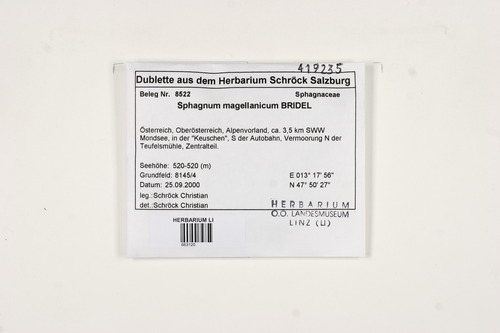 419235
Dublette aus dem Herbarium Schröck Salzburg
Beleg Nr. 8522 Sphagnaceae
Sphagnum magellanicum BRIDEL
Österreich, Oberösterreich, Alpenvorland, ca. 3,5 km SWW
Mondsee, in der "Keuschen", S der Autobahn, Vermoorung N der
Teufelsmühle, Zentralteil.
Seehöhe: 520-520 (m)
Grundfeld: 8145/4 E 013° 17' 56"
Datum: 25.09.2000 N 47° 50' 27"
leg.:Schröck Christian
det.:Schröck Christian
HERBARIUM
O.Ö. LANDESMUSEUM
LINZ (LI)
HERBARIUM LI